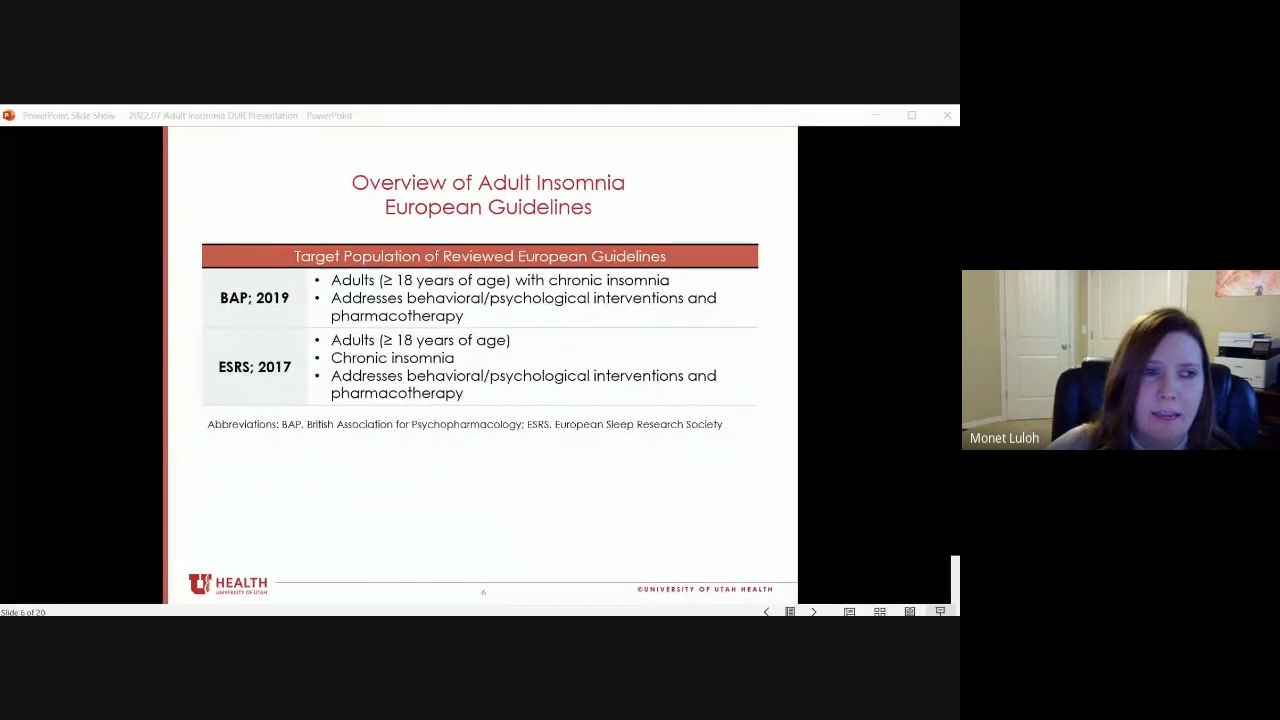 PowerPoint Slide Show 2022.07 Adult Insomnia DUR Presentation PowerPoint
Overview of Adult Insomnia
European Guidelines
Target Population of Reviewed European Guidelines
BAP; 2019
• Adults (≥ 18 years of age) with chronic insomnia
• Addresses behavioral/psychological interventions and
pharmacotherapy
ESRS; 2017
• Adults (≥ 18 years of age)
• Chronic insomnia
• Addresses behavioral/psychological interventions and
pharmacotherapy
Abbreviations: BAP, British Association for Psychopharmacology; ESRS. European Sleep Research Society
U HEALTH
UNIVERSITY OF UTAH
6
©UNIVERSITY OF UTAH HEALTH
Slide 6 of 20
Monet Luloh